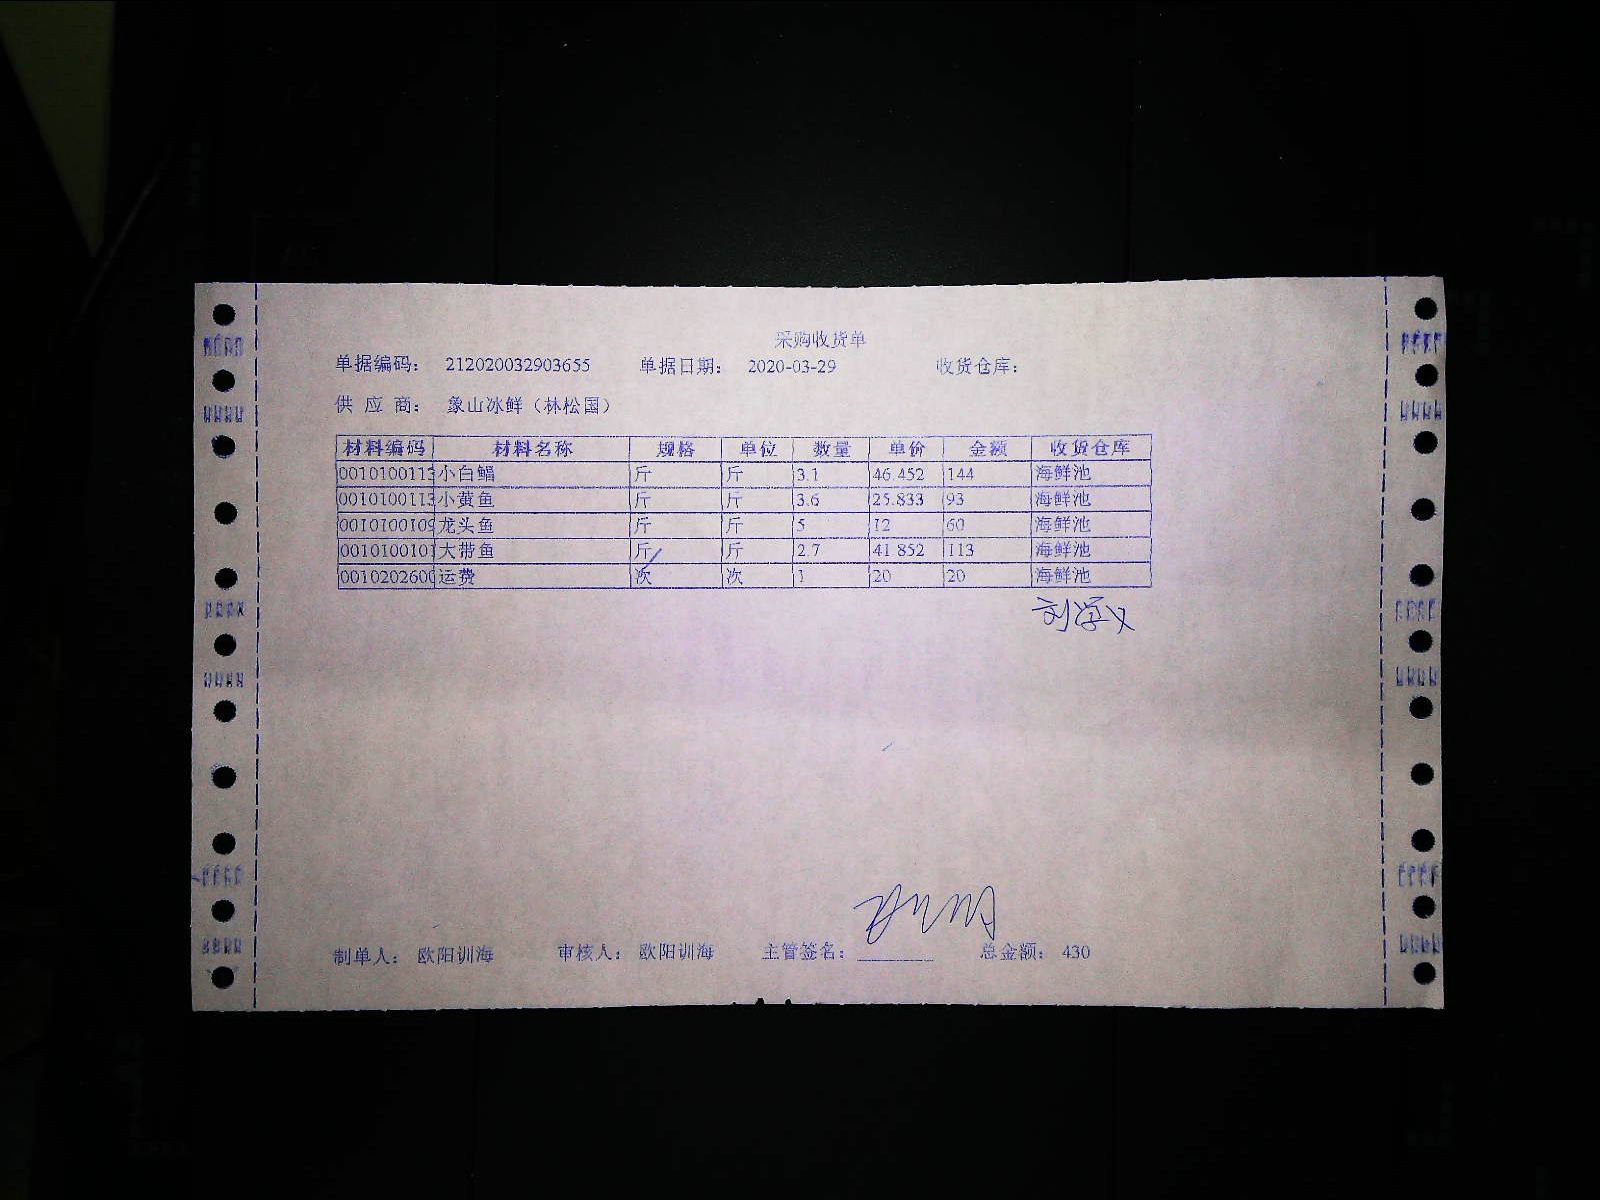 采购收货单
单据编码： 212020032903655 单据日期： 2020-03-29 收货仓库：
供 应 商： 象山冰鲜（林松国）
材料编码 材料名称 规格 单位 数量 单价 金额 收货仓库
0010100113 小白鲳 斤 斤 3.1 46.452 144 海鲜池
0010100113 小黄鱼 斤 斤 3.6 25.833 93 海鲜池
0010100109 龙头鱼 斤 斤 5 12 60 海鲜池
0010100101 大带鱼 斤 斤 2.7 41.852 113 海鲜池
0010202600 运费 次 次 1 20 20 海鲜池
制单人： 欧阳训海 审核人： 欧阳训海 主管签名： 总金额： 430